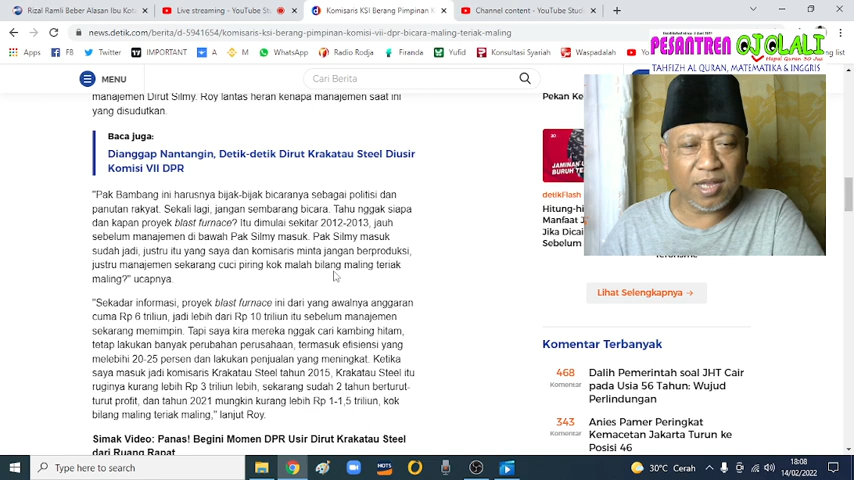 Rizal Ramli Beber Alasan Ibu Kot
Live streaming - YouTube St
Komisaris KSI Berang Pimpinan K
Channel content - YouTube Stud
news.detik.com/berita/d-5941654/komisaris-ksi-berang-pimpinan-komisi-vii-dpr-bicara-maling-teriak-maling
Apps
FB
Twitter
IMPORTANT
A
M
WhatsApp
Radio Rodja
Firanda
Yufid
Konsultasi Syariah
Waspadalah
PESANTREN OJOLALI
Hapal Quran 30 Juz
TAHFIZH AL QURAN, MATEMATIKA & INGGRIS
MENU
Cari Berita
manajemen Dirut Silmy. Roy lantas heran kenapa manajemen saat ini
yang disudutkan.
Baca juga:
Dianggap Nantangin, Detik-detik Dirut Krakatau Steel Diusir
Komisi VII DPR
"Pak Bambang ini harusnya bijak-bijak bicaranya sebagai politisi dan
panutan rakyat. Sekali lagi, jangan sembarang bicara. Tahu nggak siapa
dan kapan proyek blast furnace? Itu dimulai sekitar 2012-2013, jauh
sebelum manajemen di bawah Pak Silmy masuk. Pak Silmy masuk
sudah jadi, justru itu yang saya dan komisaris minta jangan berproduksi,
justru manajemen sekarang cuci piring kok malah bilang maling teriak
maling?" ucapnya.
"Sekadar informasi, proyek blast furnace ini dari yang awalnya anggaran
cuma Rp 6 triliun, jadi lebih dari Rp 10 triliun itu sebelum manajemen
sekarang memimpin. Tapi saya kira mereka nggak cari kambing hitam,
tetap lakukan banyak perubahan perusahaan, termasuk efisiensi yang
melebihi 20-25 persen dan lakukan penjualan yang meningkat. Ketika
saya masuk jadi komisaris Krakatau Steel tahun 2015, Krakatau Steel itu
ruginya kurang lebih Rp 3 triliun lebih, sekarang sudah 2 tahun berturut-
turut profit, dan tahun 2021 mungkin kurang lebih Rp 1-1,5 triliun, kok
bilang maling teriak maling," lanjut Roy.
Simak Video: Panas! Begini Momen DPR Usir Dirut Krakatau Steel
dari Ruang Rapat
Pekan Ke
JAMINAN
BURUH TER
detikFlash
Hitung-hi
Manfaat J
Jika Dicai
Sebelum
Lihat Selengkapnya →
Komentar Terbanyak
468
Komentar
Dalih Pemerintah soal JHT Cair
pada Usia 56 Tahun: Wujud
Perlindungan
343
Komentar
Anies Pamer Peringkat
Kemacetan Jakarta Turun ke
Posisi 46
Type here to search
30°C Cerah
18:08
14/02/2022